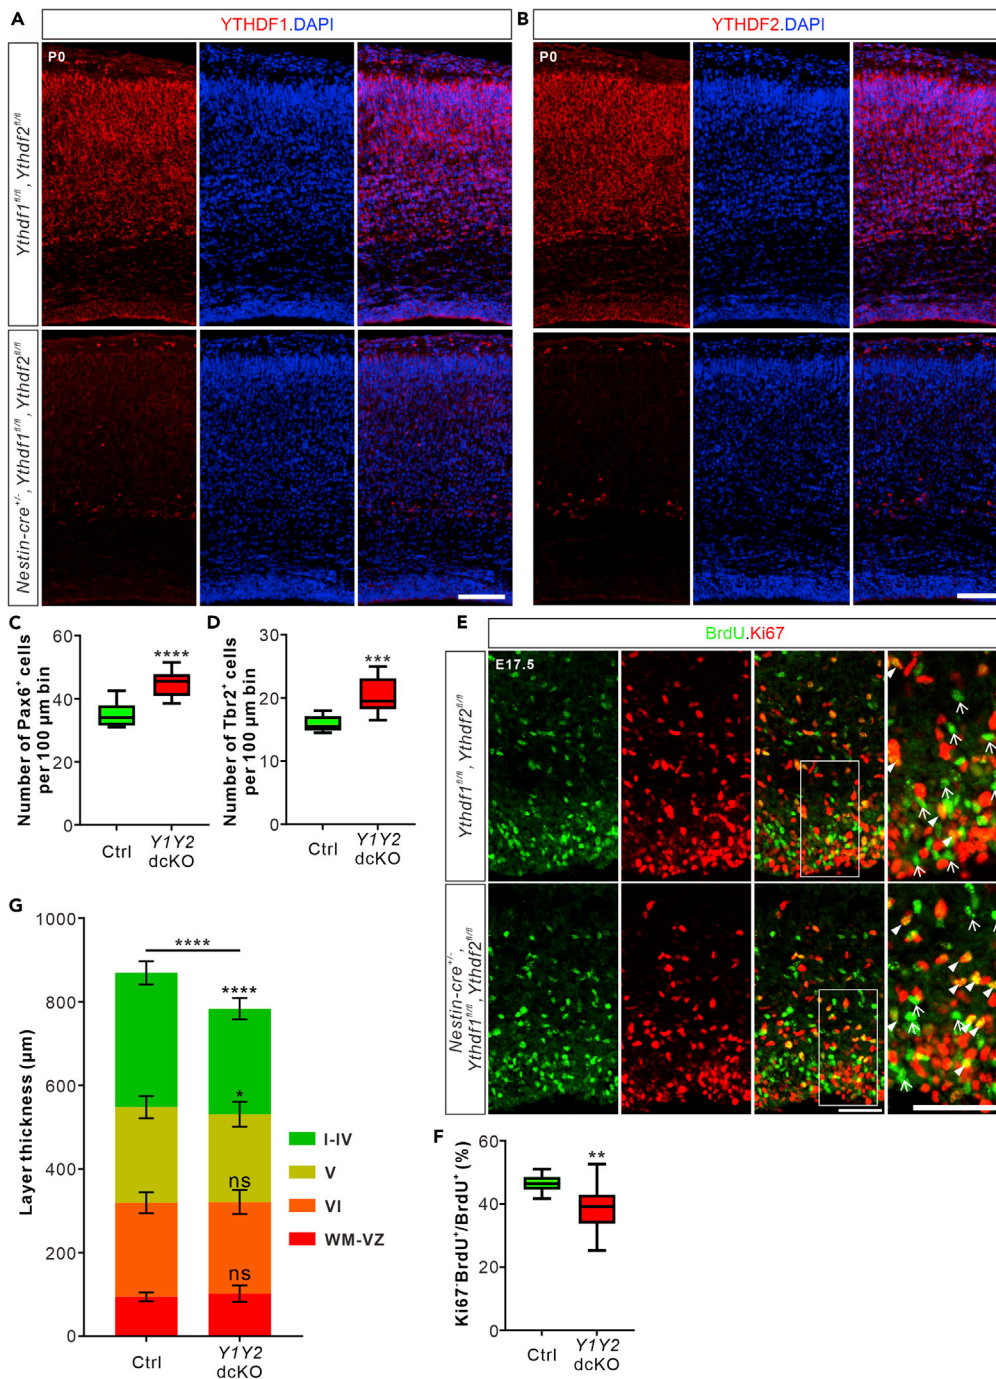 A
YTHDF1.DAPI
P0
Ythdf1fl/fl, Ythdf2fl/fl
Nestin-cre+/-, Ythdf1fl/fl, Ythdf2fl/fl
B
YTHDF2.DAPI
P0
C
Number of Pax6+ cells
per 100 µm bin
60
40
20
0
****
Ctrl
Y1Y2
dcKO
D
Number of Tbr2+ cells
per 100 µm bin
30
20
10
0
***
Ctrl
Y1Y2
dcKO
E
BrdU.Ki67
E17.5
Ythdf1fl/fl, Ythdf2fl/fl
Nestin-cre+/-,
Ythdf1fl/fl, Ythdf2fl/fl
F
Ki67-BrdU+/BrdU+ (%)
60
40
20
0
**
Ctrl
Y1Y2
dcKO
G
Layer thickness (µm)
1000
800
600
400
200
0
****
****
*
ns
ns
I-IV
V
VI
WM-VZ
Ctrl
Y1Y2
dcKO